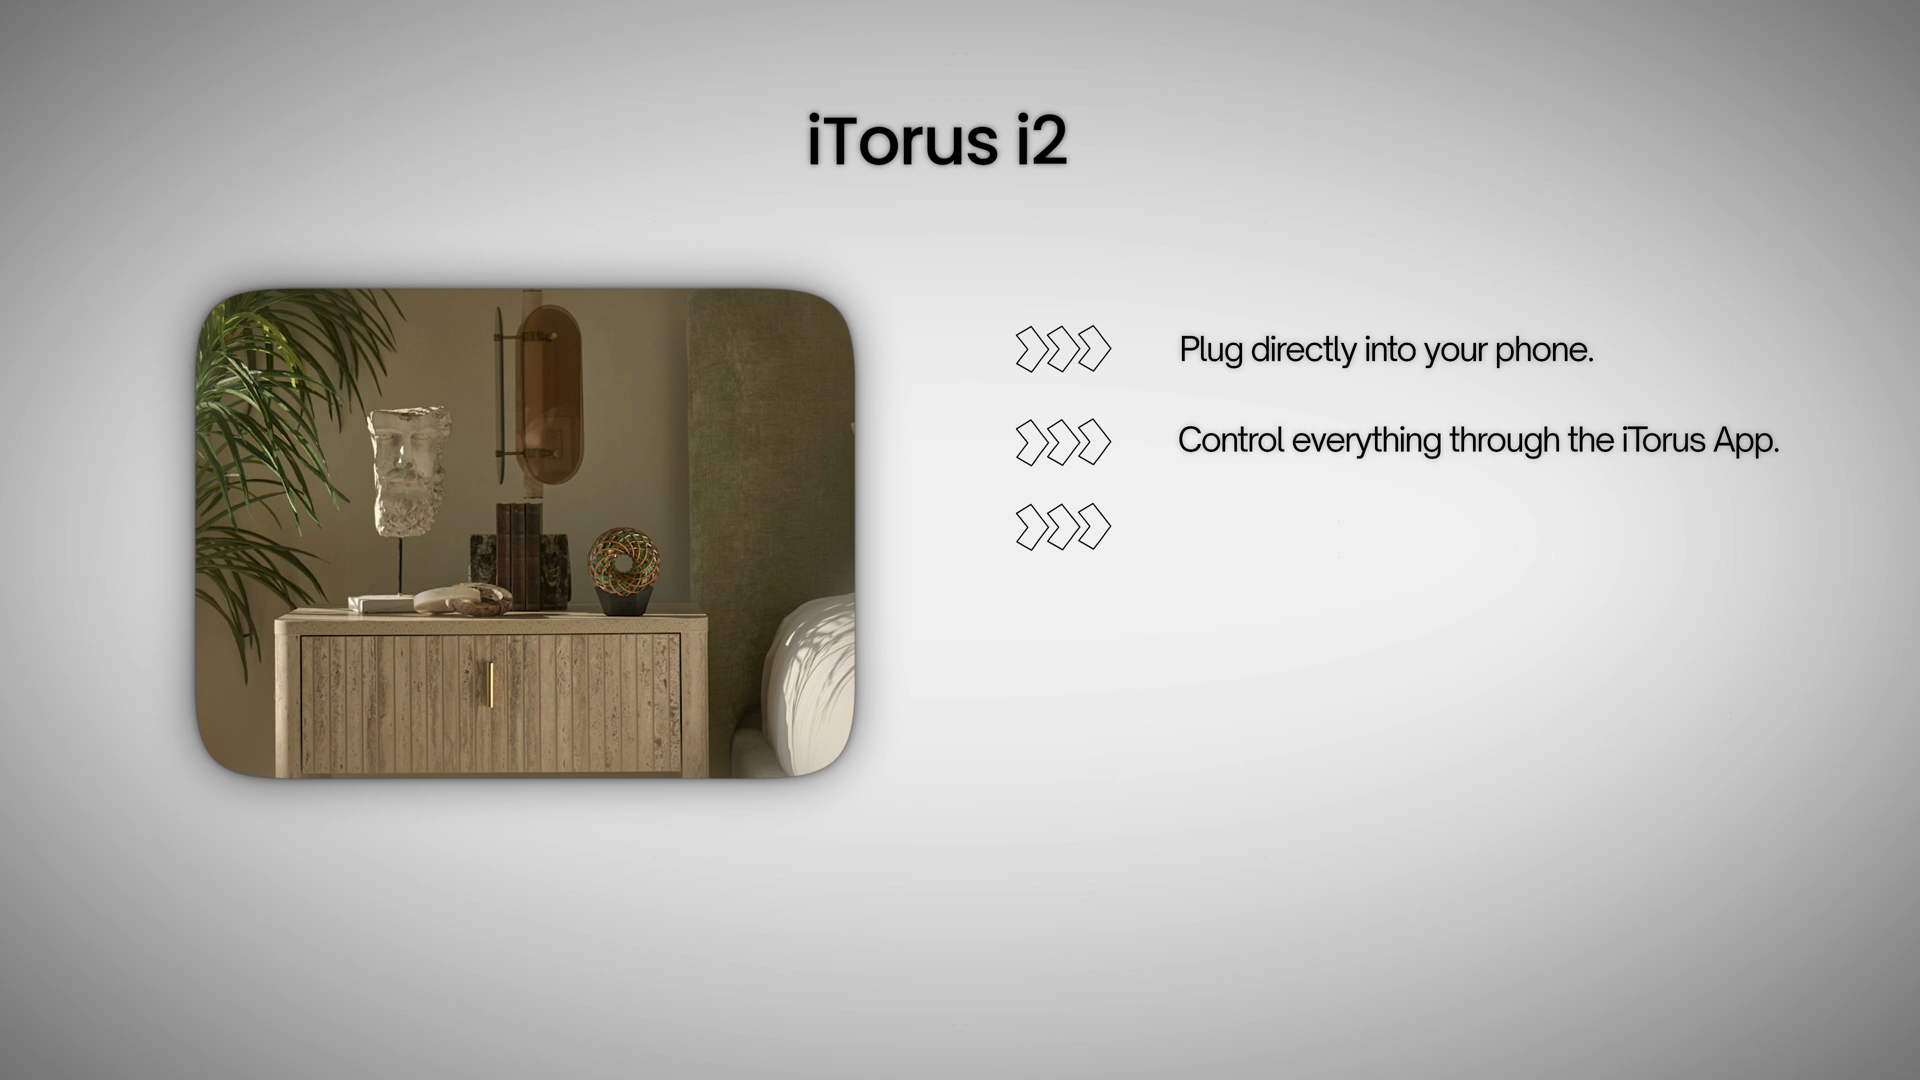 iTorus i2
Plug directly into your phone.
Control everything through the iTorus App.